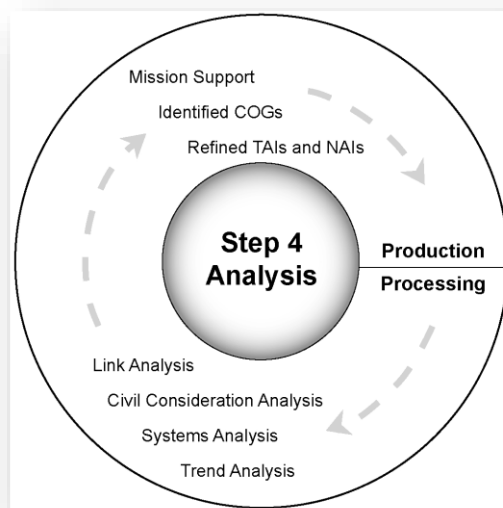 Mission Support
Identified COGs
Refined TAIs and NAIs
Step 4
Analysis
Production
Processing
Link Analysis
Civil Consideration Analysis
Systems Analysis
Trend Analysis